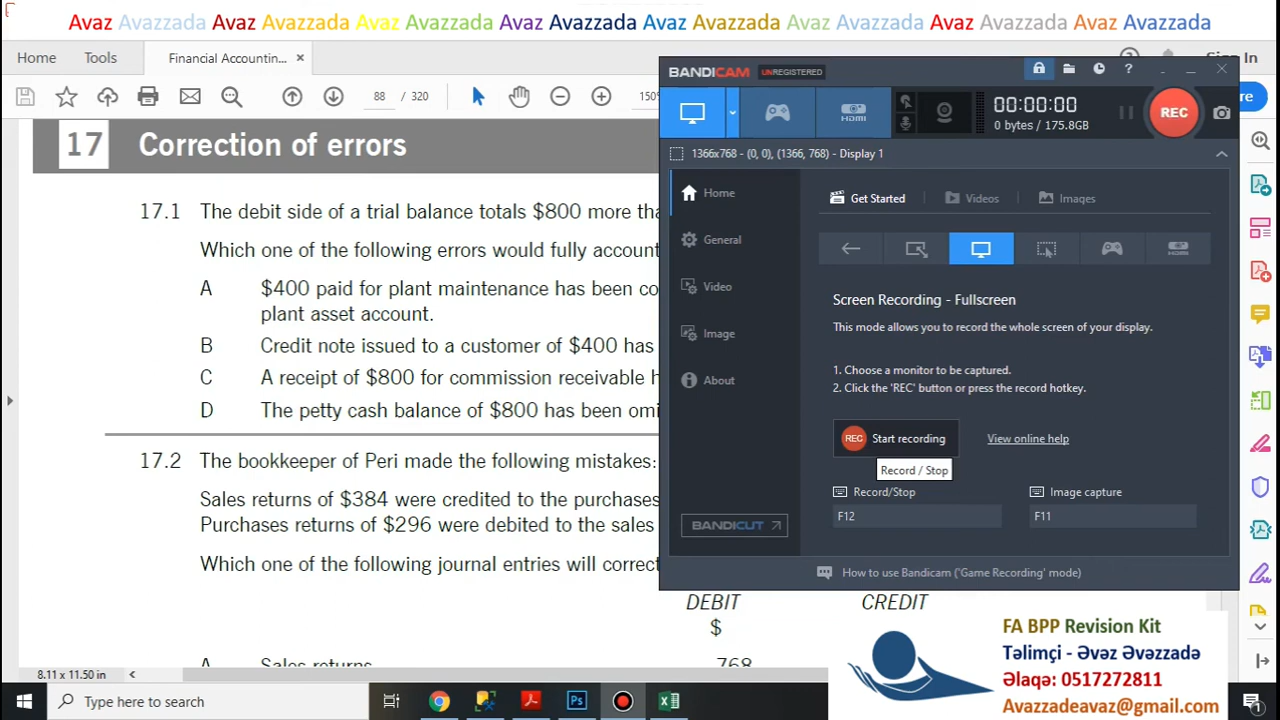 Avaz Avazzada Avaz Avazzada Avaz Avazzada Avaz Avazzada Avaz Avazzada Avaz Avazzada Avaz Avazzada
Home Tools Financial Accountin... × Sign In
88 / 320 150%
17 Correction of errors
17.1 The debit side of a trial balance totals $800 more tha
Which one of the following errors would fully account
A $400 paid for plant maintenance has been co
plant asset account.
B Credit note issued to a customer of $400 has
C A receipt of $800 for commission receivable h
D The petty cash balance of $800 has been omi
17.2 The bookkeeper of Peri made the following mistakes:
Sales returns of $384 were credited to the purchases
Purchases returns of $296 were debited to the sales
Which one of the following journal entries will correct
DEBIT CREDIT
$
A Sales returns 768
8.11 x 11.50 in
BANDICAM UNREGISTERED
HDMI
00:00:00
0 bytes / 175.8GB
REC
1366x768 - (0, 0), (1366, 768) - Display 1
Home
General
Video
Image
About
BANDICUT
Get Started Videos Images
HDMI
Screen Recording - Fullscreen
This mode allows you to record the whole screen of your display.
1. Choose a monitor to be captured.
2. Click the 'REC' button or press the record hotkey.
REC Start recording View online help
Record / Stop
Record/Stop Image capture
F12 F11
How to use Bandicam ('Game Recording' mode)
FA BPP Revision Kit
Təlimçi - Əvəz Əvəzzadə
Əlaqə: 0517272811
Avazzadeavaz@gmail.com
Type here to search
1